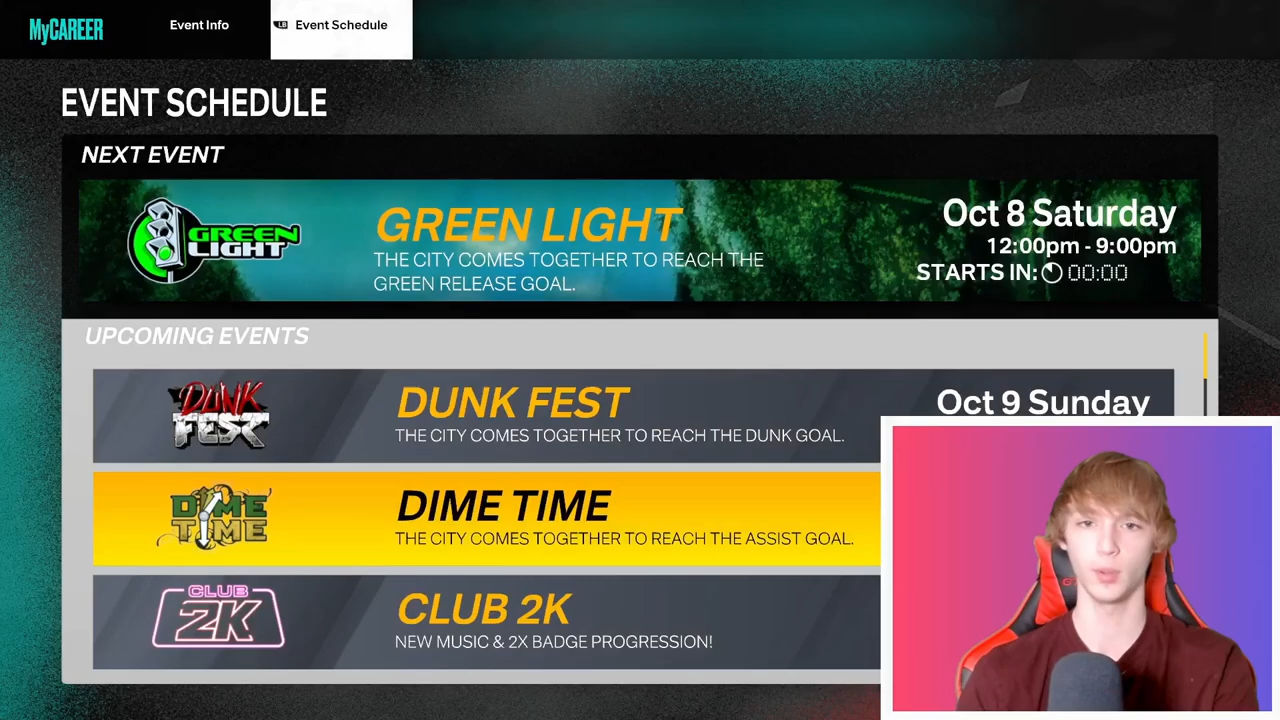 MyCAREER
Event Info
LB Event Schedule
EVENT SCHEDULE
NEXT EVENT
GREEN LIGHT
GREEN LIGHT
THE CITY COMES TOGETHER TO REACH THE
GREEN RELEASE GOAL.
Oct 8 Saturday
12:00pm - 9:00pm
STARTS IN: 00:00
UPCOMING EVENTS
DUNK
FEST
DUNK FEST
THE CITY COMES TOGETHER TO REACH THE DUNK GOAL.
Oct 9 Sunday
DIME
TIME
DIME TIME
THE CITY COMES TOGETHER TO REACH THE ASSIST GOAL.
CLUB
2K
CLUB 2K
NEW MUSIC & 2X BADGE PROGRESSION!